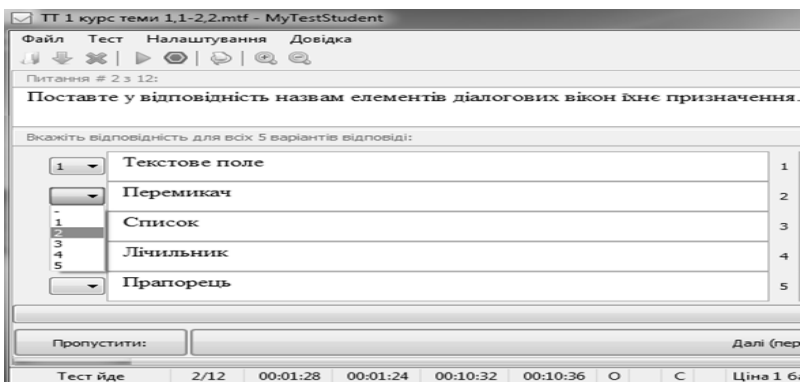 ТТ 1 курс теми 1,1-2,2.mtf - MyTestStudent
Файл Тест Налаштування Довідка
Питання # 2 з 12:
Поставте у відповідність назвам елементів діалогових вікон їхнє призначення.
Вкажіть відповідність для всіх 5 варіантів відповіді:
1 Текстове поле 1
Перемикач 2
-
1 Список 3
2
3
4 Лічильник 4
5
Прапорець 5
Пропустити: Далі (пер
Тест йде 2/12 00:01:28 00:01:24 00:10:32 00:10:36 О С Ціна 1 ба